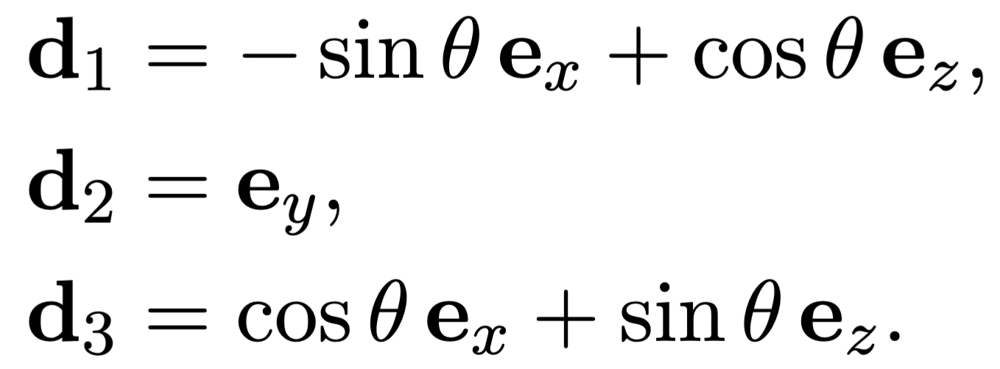 𝐝₁ = − sin θ 𝐞ₓ + cos θ 𝐞_z,
𝐝₂ = 𝐞_y,
𝐝₃ = cos θ 𝐞ₓ + sin θ 𝐞_z.